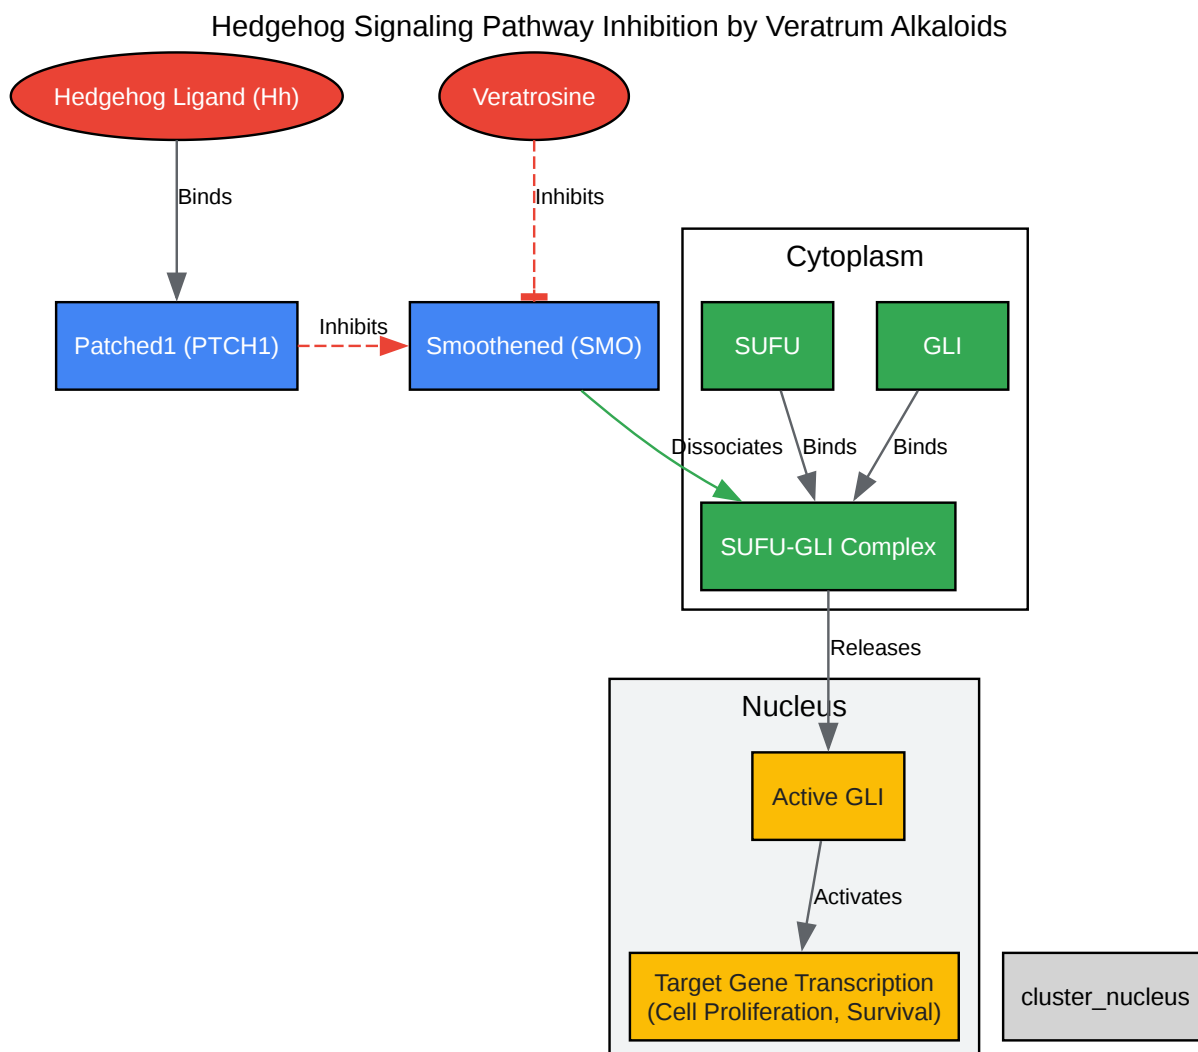 Hedgehog Signaling Pathway Inhibition by Veratrum Alkaloids
Hedgehog Ligand (Hh)
Veratrosine
Binds
Inhibits
Cytoplasm
Patched1 (PTCH1)
Inhibits
Smoothened (SMO)
SUFU
GLI
Dissociates
Binds
Binds
SUFU-GLI Complex
Releases
Nucleus
Active GLI
Activates
Target Gene Transcription
(Cell Proliferation, Survival)
cluster_nucleus